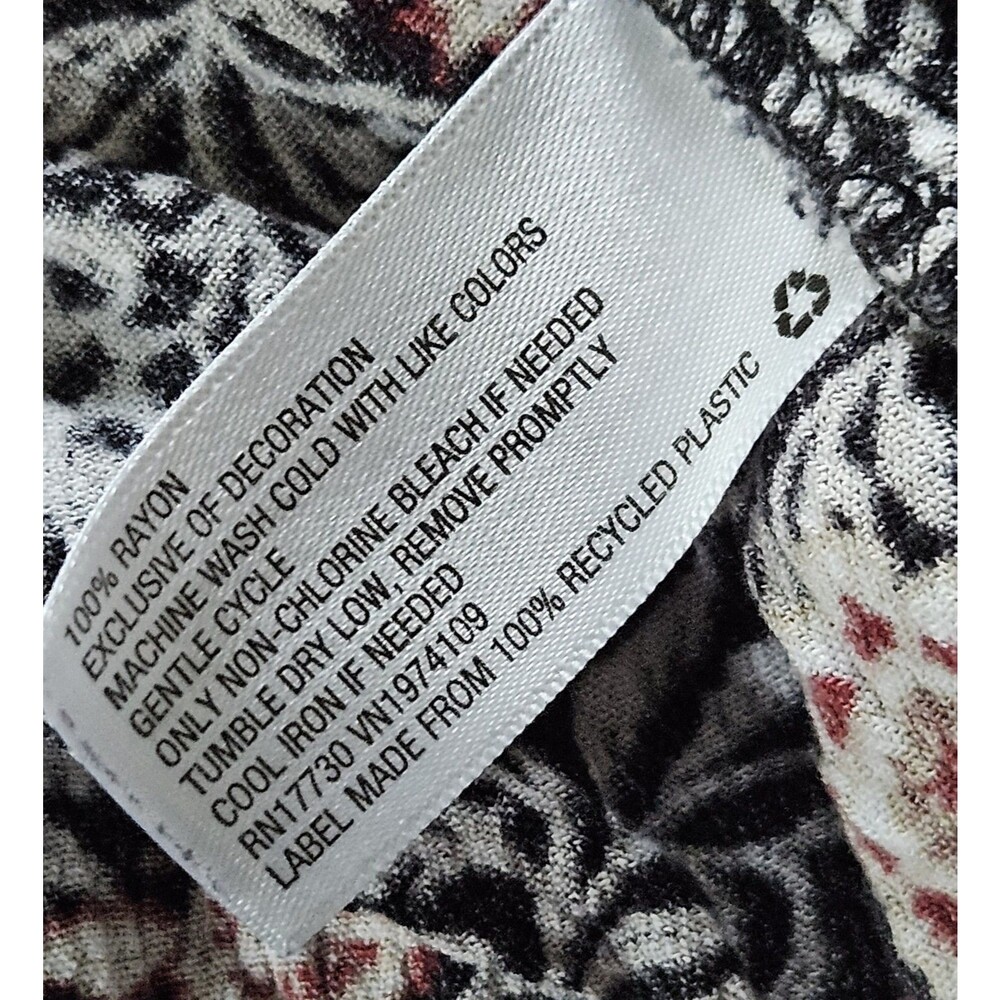 100% RAYON
EXCLUSIVE OF DECORATION
MACHINE WASH COLD WITH LIKE COLORS
GENTLE CYCLE
ONLY NON-CHLORINE BLEACH IF NEEDED
TUMBLE DRY LOW, REMOVE PROMPTLY
COOL IRON IF NEEDED
RN17730 VN1974109
LABEL MADE FROM 100% RECYCLED PLASTIC